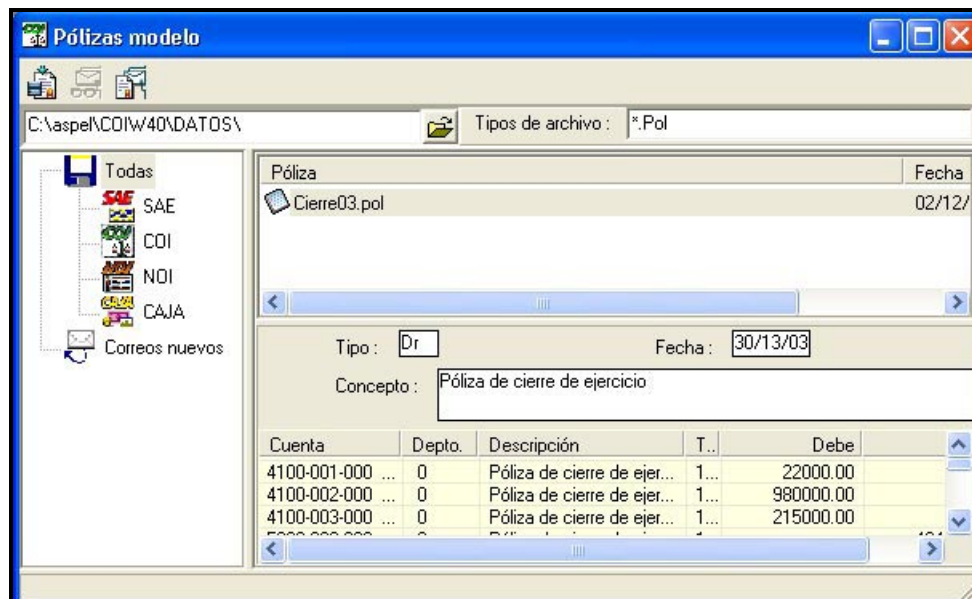 Pólizas modelo
C:\aspel\COIW40\DATOS\
Tipos de archivo : *.Pol
Todas
SAE
COI
NOI
CAJA
Correos nuevos
Póliza Fecha
Cierre03.pol 02/12/
Tipo : Dr Fecha : 30/13/03
Concepto : Póliza de cierre de ejercicio
Cuenta Depto. Descripción T.. Debe
4100-001-000 ... 0 Póliza de cierre de ejer... 1... 22000.00
4100-002-000 ... 0 Póliza de cierre de ejer... 1... 980000.00
4100-003-000 ... 0 Póliza de cierre de ejer... 1... 215000.00